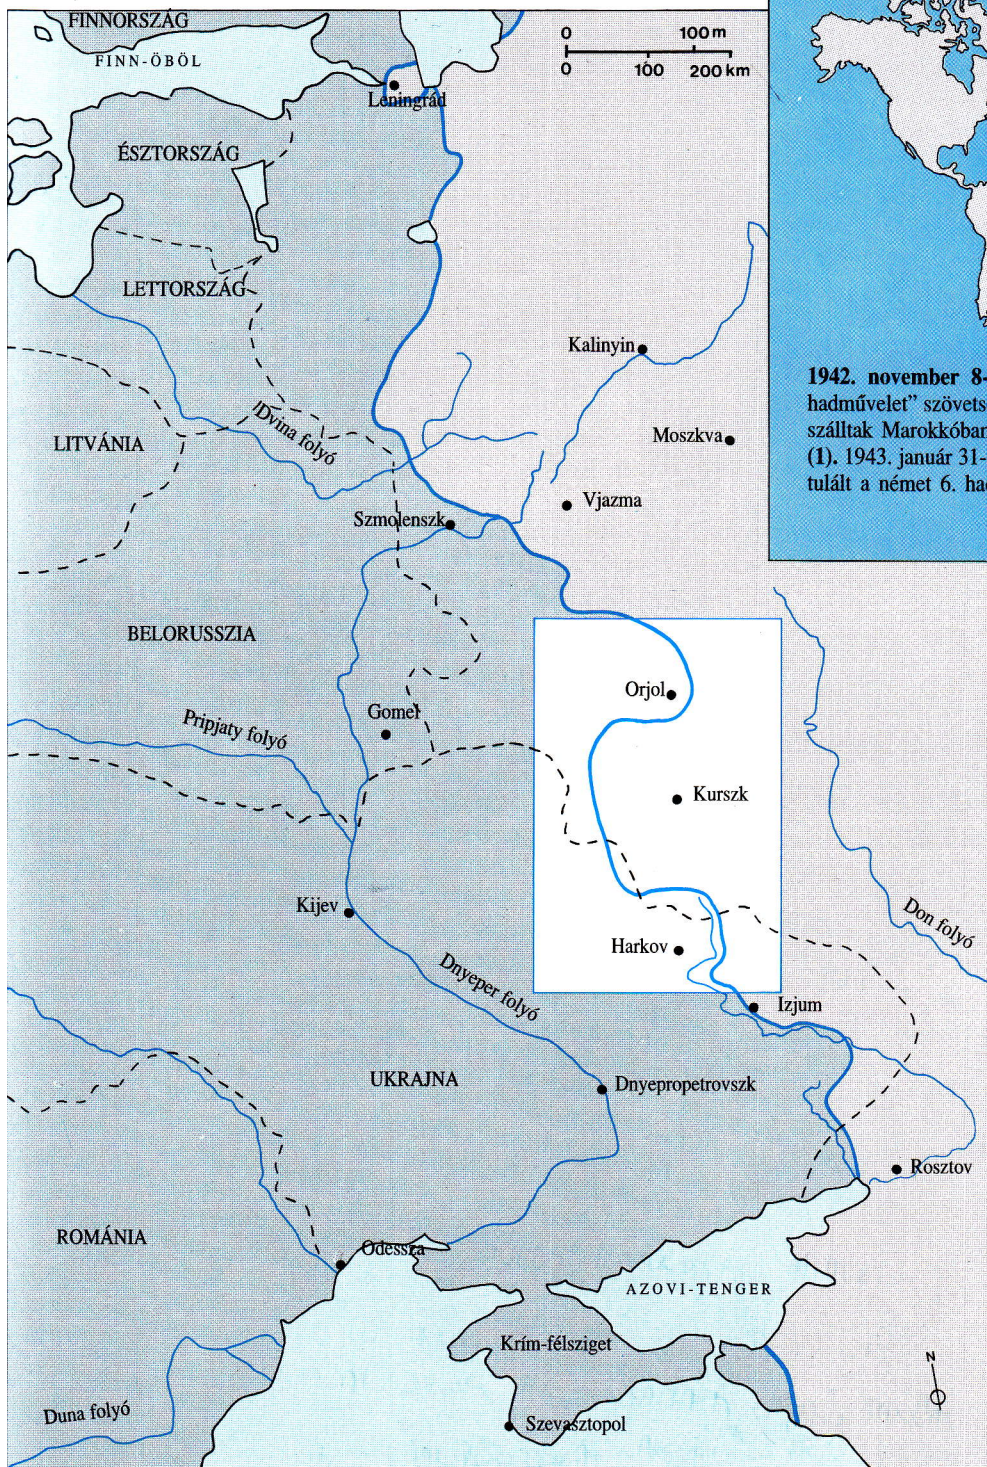 FINNORSZÁG
FINN-ÖBÖL
0 100 m
0 100 200 km
Leningrád
ÉSZTORSZÁG
LETTORSZÁG
Kalinyin
1942. november 8-
hadművelet” szövets
szálltak Marokkóban
(1). 1943. január 31-
tulált a német 6. had
Dvina folyó
LITVÁNIA
Moszkva
Vjazma
Szmolenszk
BELORUSSZIA
Orjol
Gomel
Pripjaty folyó
Kurszk
Kijev
Don folyó
Harkov
Dnyeper folyó
Izjum
UKRAJNA
Dnyepropetrovszk
Rosztov
ROMÁNIA
Odessza
AZOVI-TENGER
Krím-félsziget
N
Duna folyó
Szevasztopol